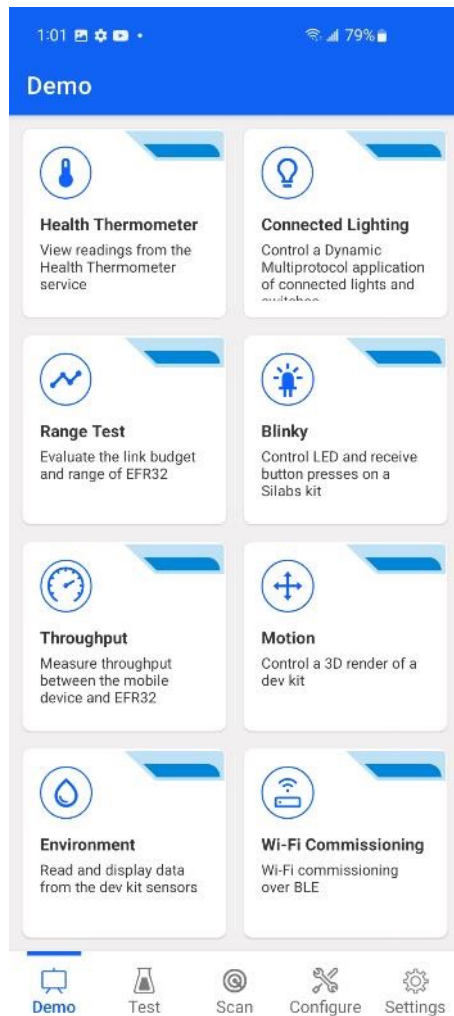 1:01 79%
Demo
Health Thermometer
View readings from the
Health Thermometer
service
Connected Lighting
Control a Dynamic
Multiprotocol application
of connected lights and
Range Test
Evaluate the link budget
and range of EFR32
Blinky
Control LED and receive
button presses on a
Silabs kit
Throughput
Measure throughput
between the mobile
device and EFR32
Motion
Control a 3D render of a
dev kit
Environment
Read and display data
from the dev kit sensors
Wi-Fi Commissioning
Wi-Fi commissioning
over BLE
Demo Test Scan Configure Settings